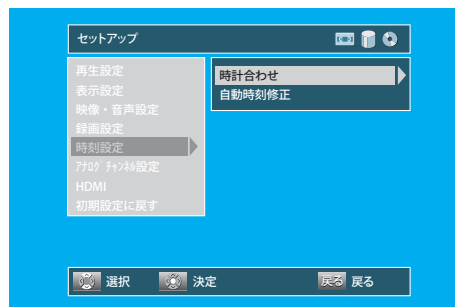 セットアップ
再生設定
表示設定
映像・音声設定
録画設定
時刻設定
ｱﾅﾛｸﾞﾁｬﾝﾈﾙ設定
HDMI
初期設定に戻す
時計合わせ
自動時刻修正
選択 決定 戻る 戻る